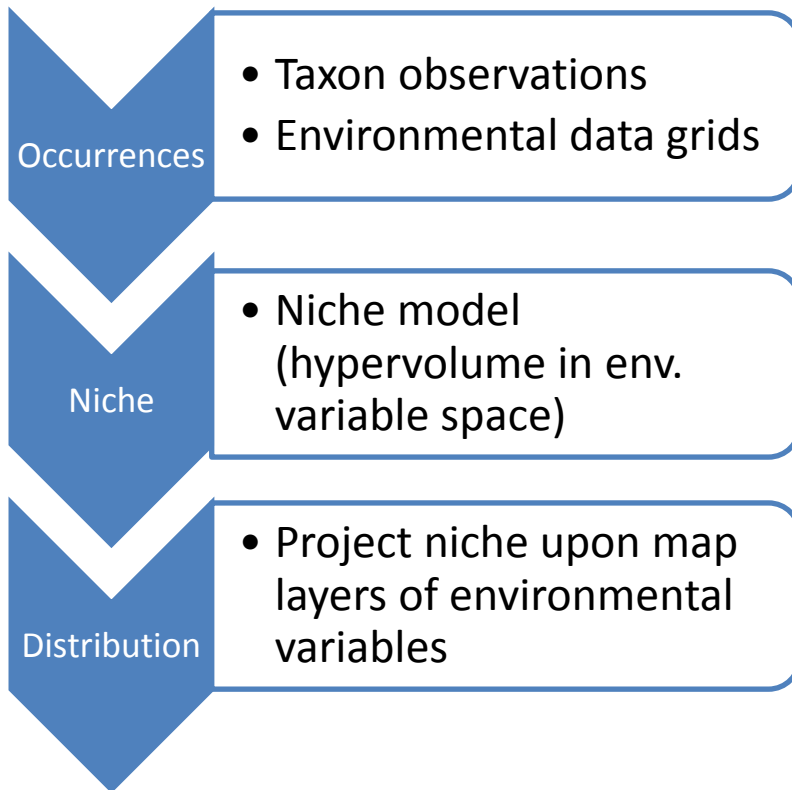 Occurrences
• Taxon observations
• Environmental data grids
Niche
• Niche model
(hypervolume in env.
variable space)
Distribution
• Project niche upon map
layers of environmental
variables